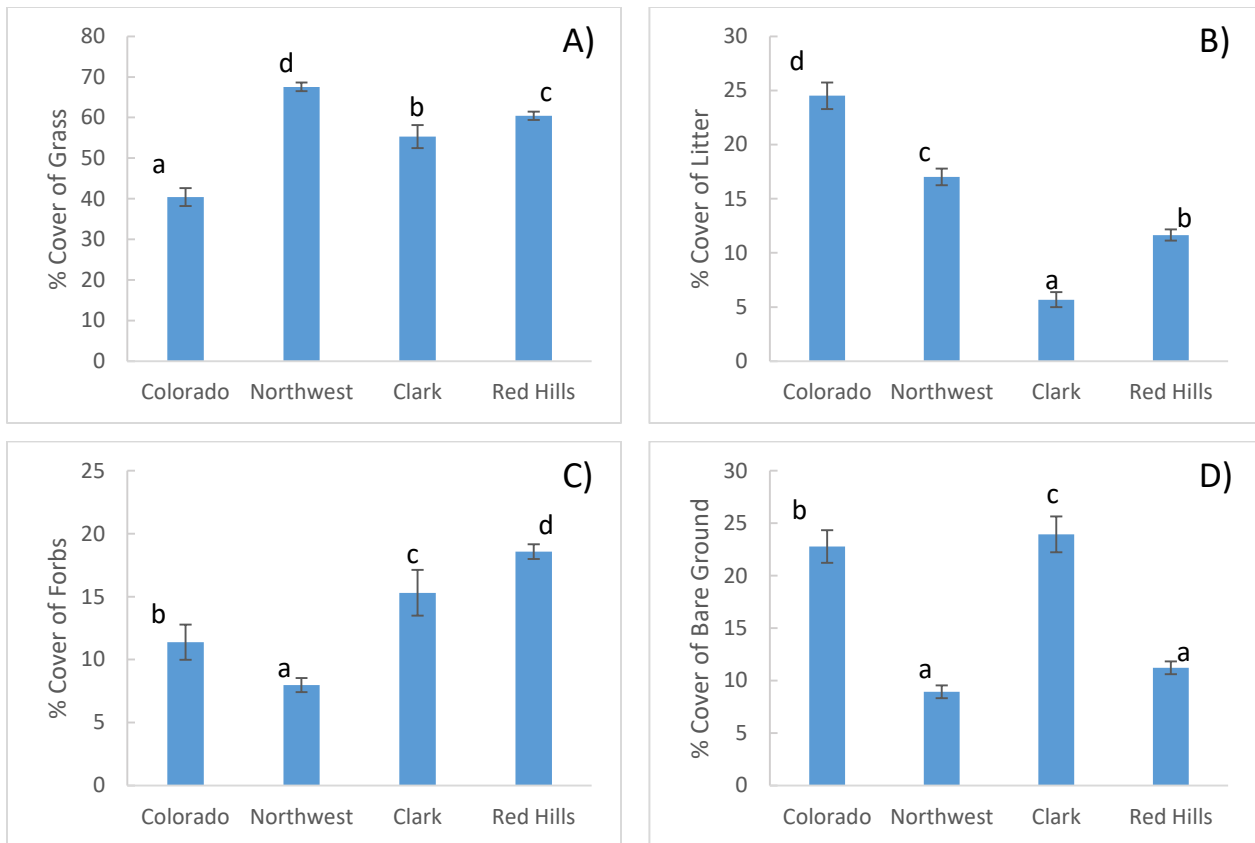 A)
% Cover of Grass
80
70
60
50
40
30
20
10
0
a
d
b
c
Colorado Northwest Clark Red Hills
B)
% Cover of Litter
30
25
20
15
10
5
0
d
c
a
b
Colorado Northwest Clark Red Hills
C)
% Cover of Forbs
25
20
15
10
5
0
b
a
c
d
Colorado Northwest Clark Red Hills
D)
% Cover of Bare Ground
30
25
20
15
10
5
0
b
a
c
a
Colorado Northwest Clark Red Hills